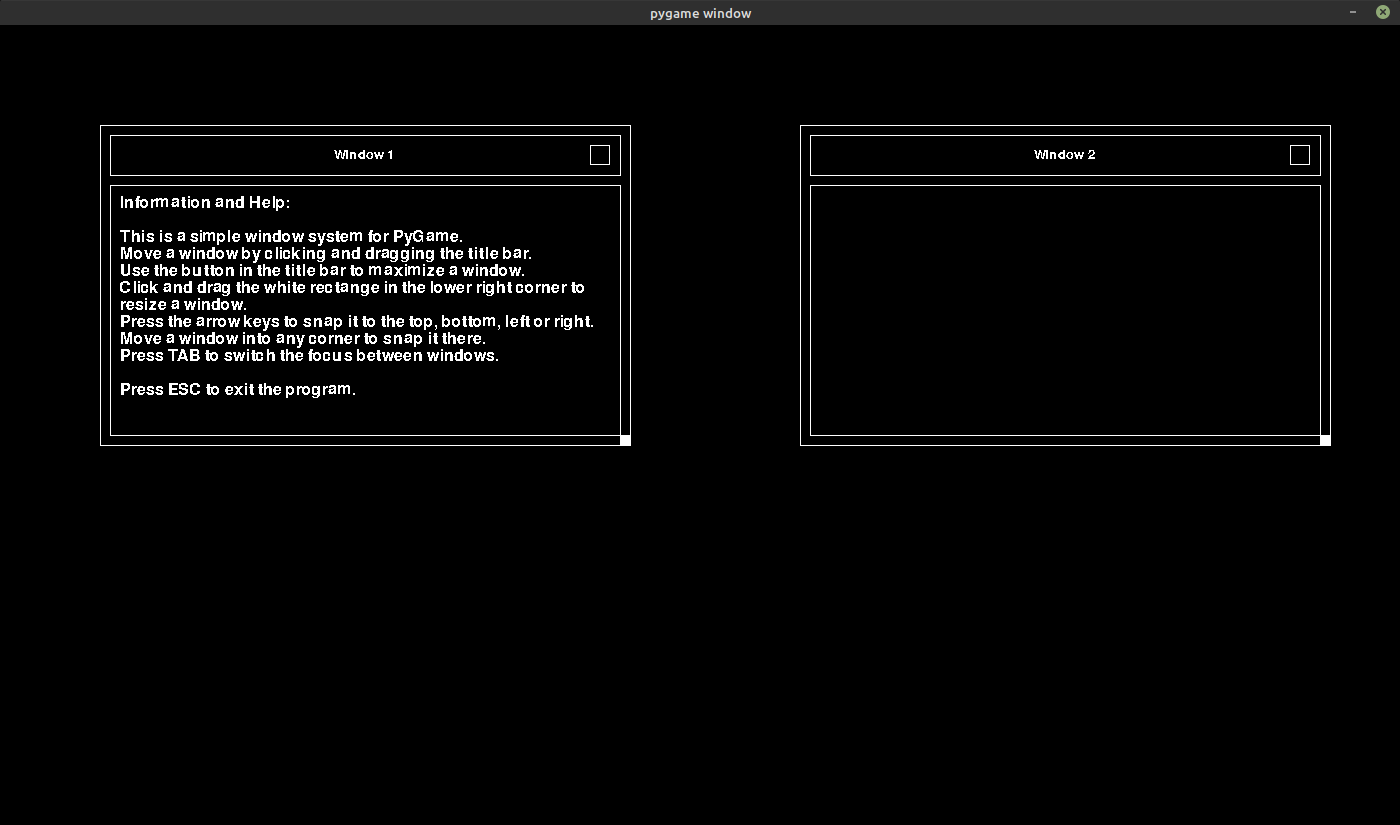 pygame window
Window 1
Information and Help:
This is a simple window system for PyGame.
Move a window by clicking and dragging the title bar.
Use the button in the title bar to maximize a window.
Click and drag the white rectange in the lower right corner to
resize a window.
Press the arrow keys to snap it to the top, bottom, left or right.
Move a window into any corner to snap it there.
Press TAB to switch the focus between windows.
Press ESC to exit the program.
Window 2